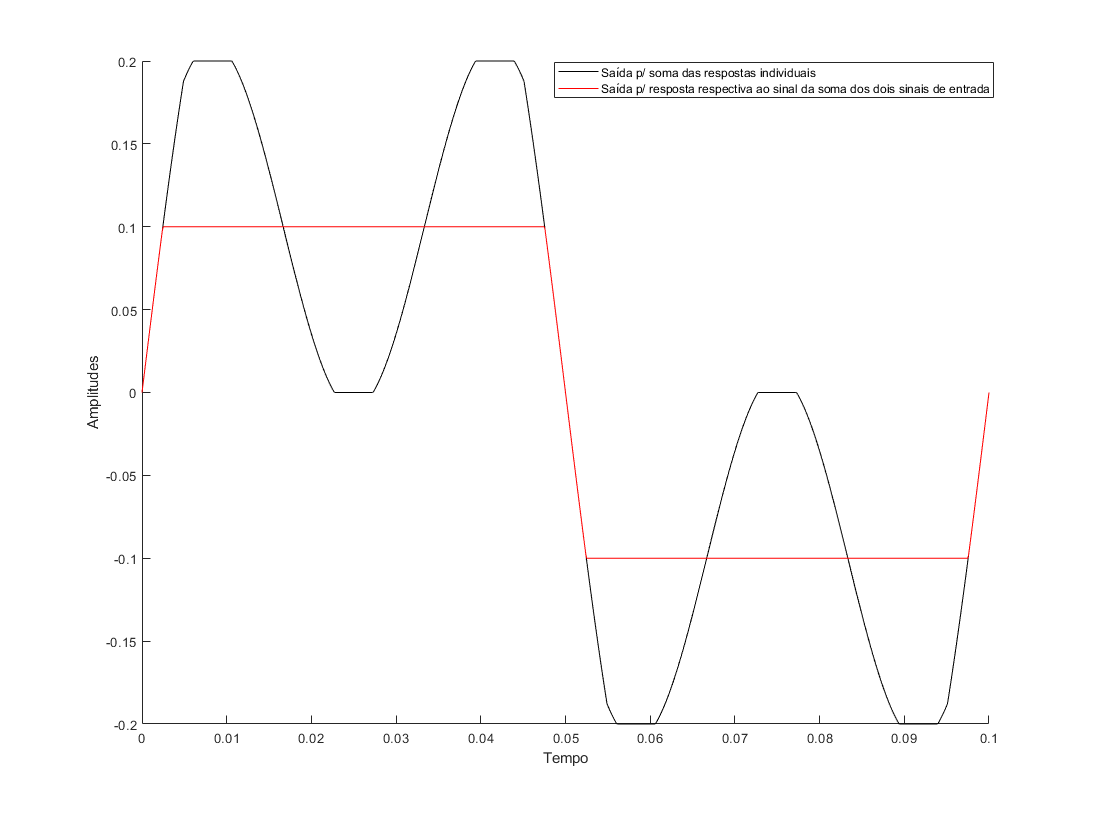 Saída p/ soma das respostas individuais
Saída p/ resposta respectiva ao sinal da soma dos dois sinais de entrada
0.2
0.15
0.1
0.05
0
-0.05
-0.1
-0.15
-0.2
Amplitudes
0 0.01 0.02 0.03 0.04 0.05 0.06 0.07 0.08 0.09 0.1
Tempo